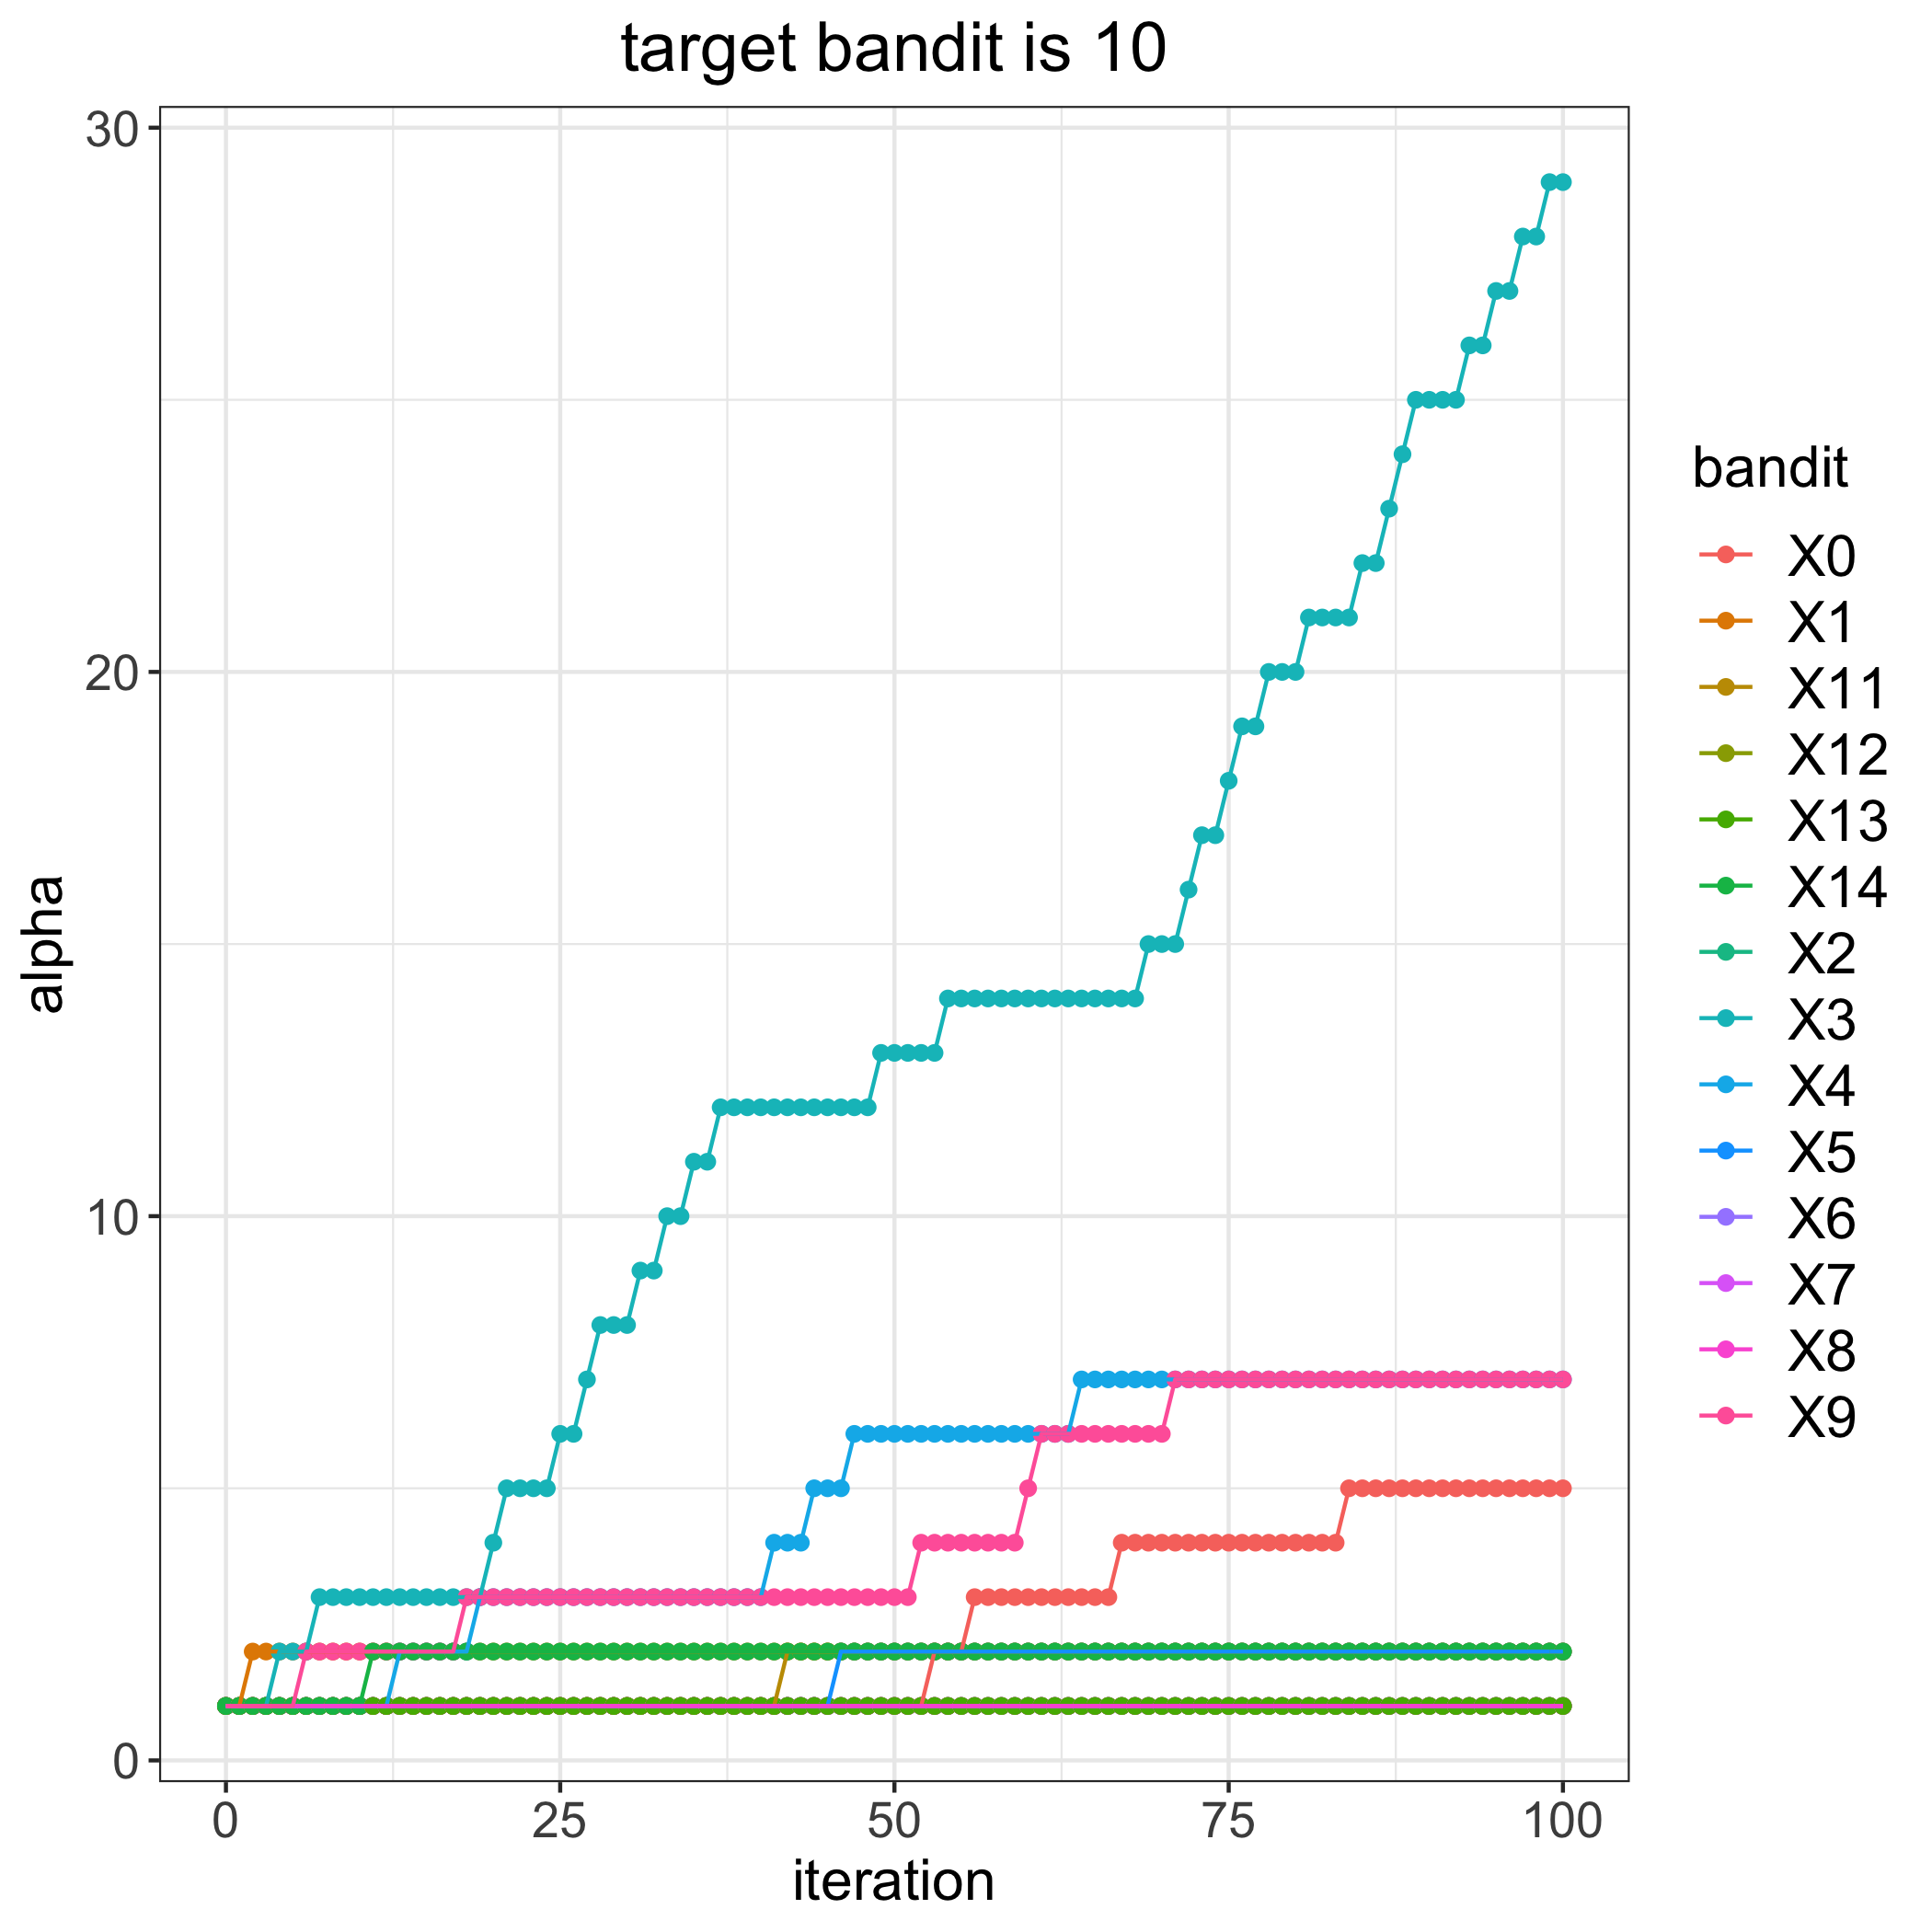 target bandit is 10
30
20
10
0
alpha
0 25 50 75 100
iteration
bandit
X0
X1
X11
X12
X13
X14
X2
X3
X4
X5
X6
X7
X8
X9